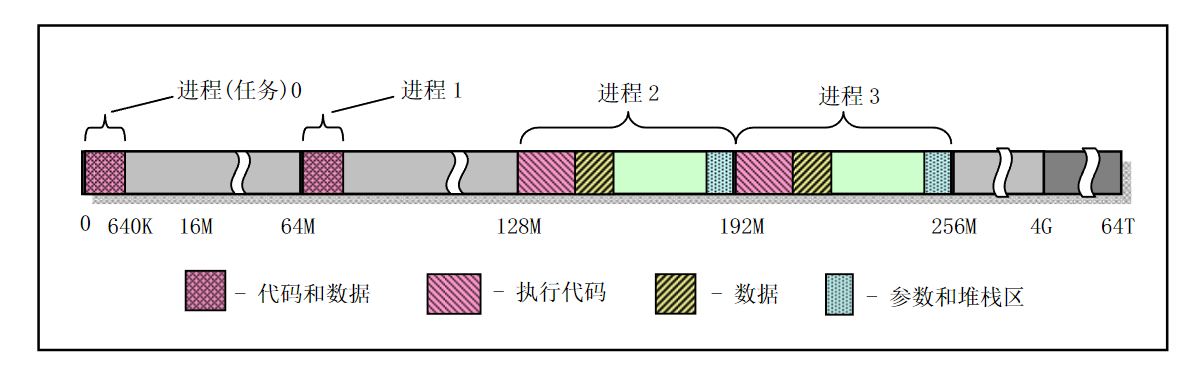 进程(任务)0 进程 1 进程 2 进程 3
0 640K 16M 64M 128M 192M 256M 4G 64T
- 代码和数据 - 执行代码 - 数据 - 参数和堆栈区